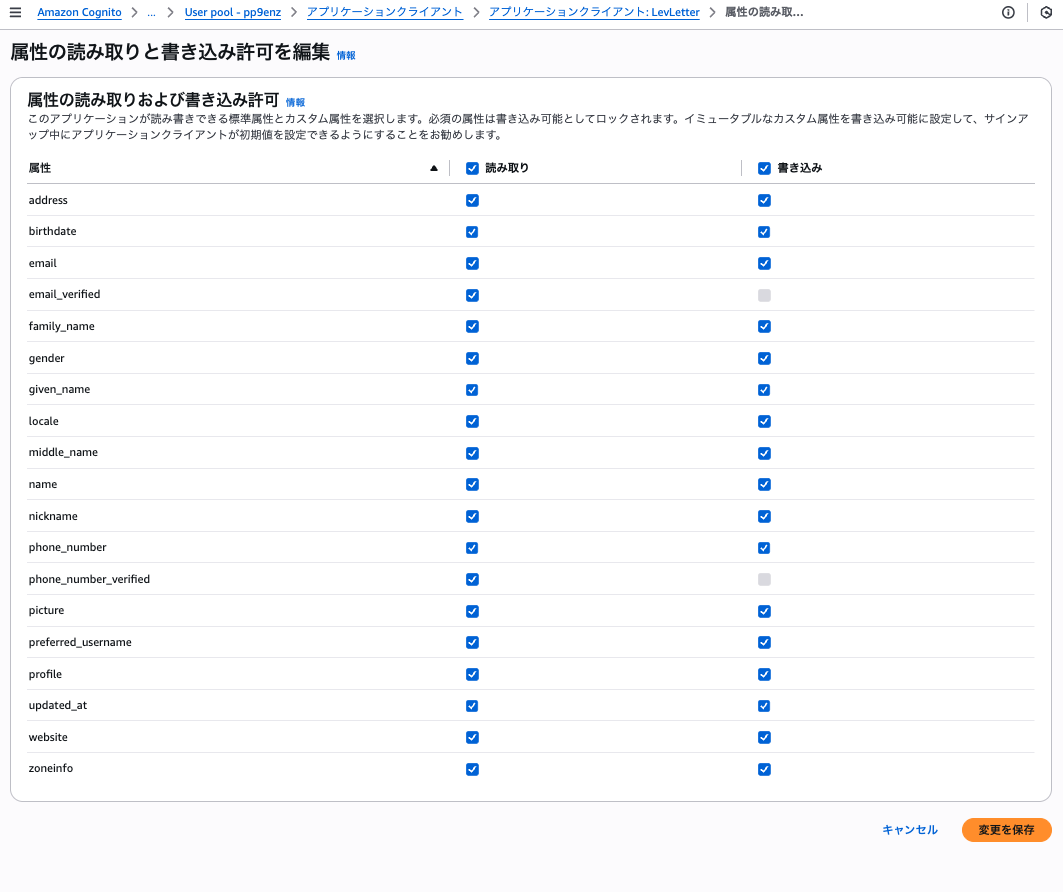 Amazon Cognito > ... > User pool - pp9enz > アプリケーションクライアント > アプリケーションクライアント: LevLetter > 属性の読み取...
属性の読み取りと書き込み許可を編集 情報
属性の読み取りおよび書き込み許可 情報
このアプリケーションが読み書きできる標準属性とカスタム属性を選択します。必須の属性は書き込み可能としてロックされます。イミュータブルなカスタム属性を書き込み可能に設定して、サインア
ップ中にアプリケーションクライアントが初期値を設定できるようにすることをお勧めします。
属性 読み取り 書き込み
address
birthdate
email
email_verified
family_name
gender
given_name
locale
middle_name
name
nickname
phone_number
phone_number_verified
picture
preferred_username
profile
updated_at
website
zoneinfo
キャンセル 変更を保存